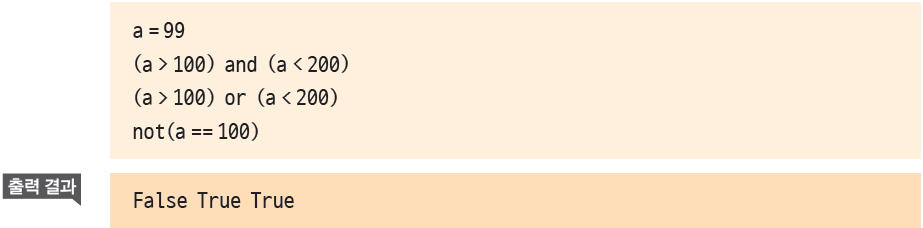 a = 99
(a > 100) and (a < 200)
(a > 100) or (a < 200)
not(a == 100)
출력 결과
False True True